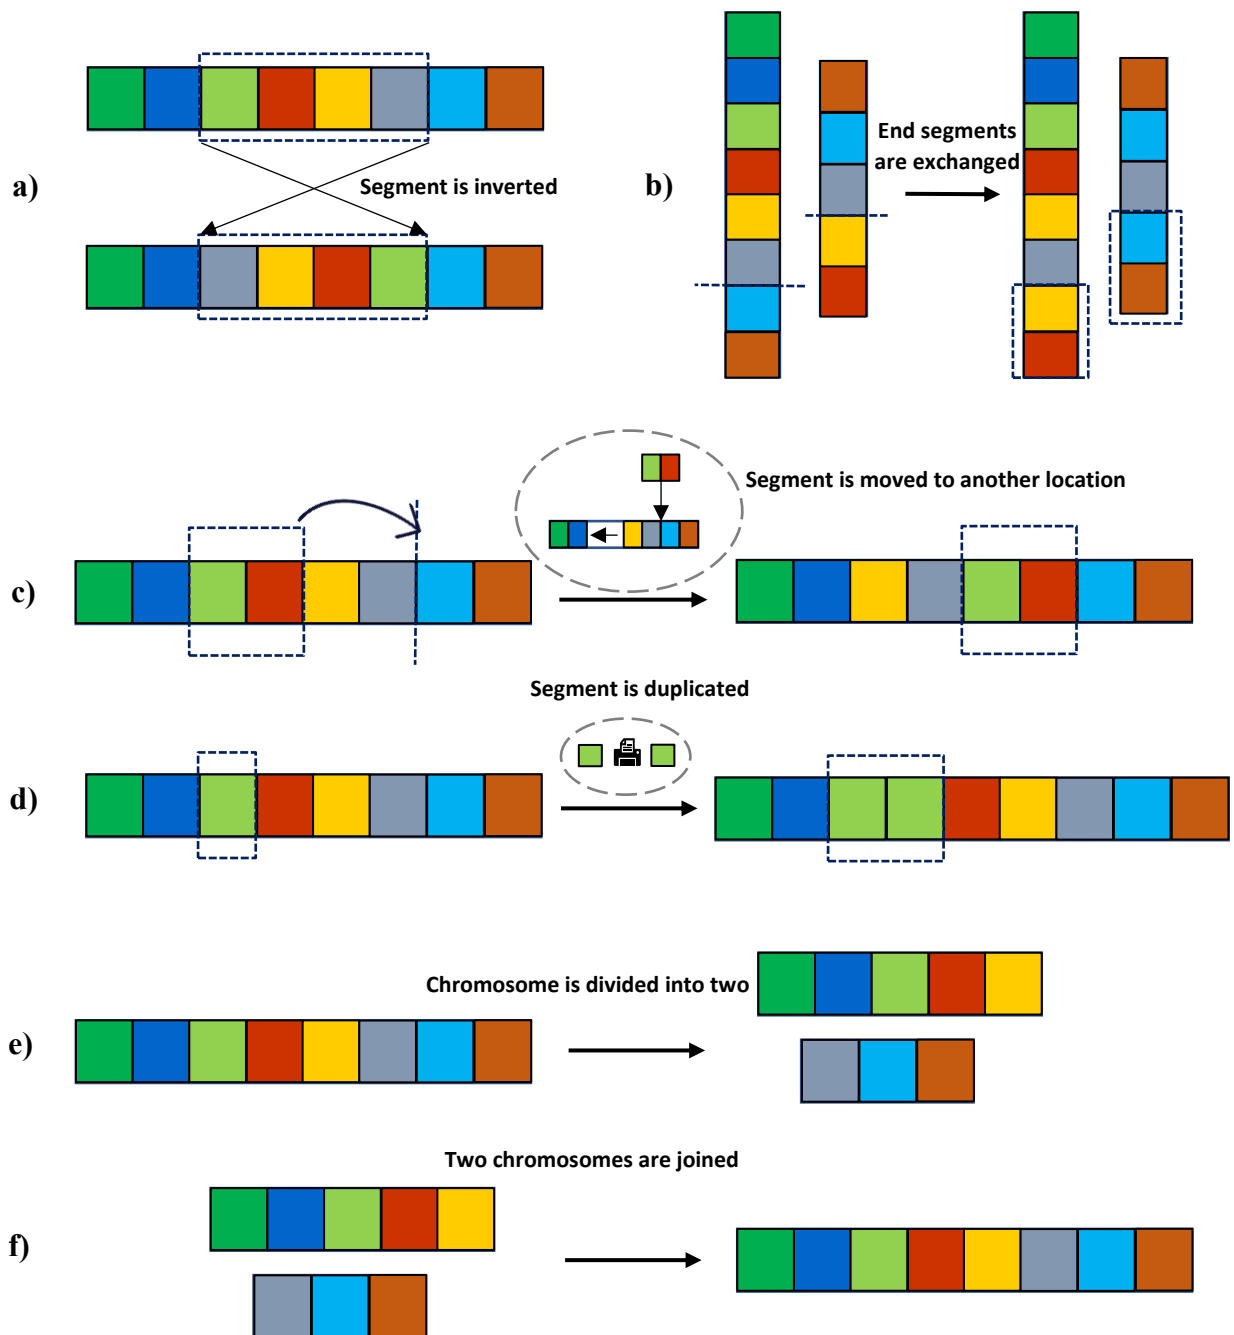 a)
Segment is inverted
b)
End segments
are exchanged
c)
Segment is moved to another location
Segment is duplicated
d)
Chromosome is divided into two
e)
Two chromosomes are joined
f)